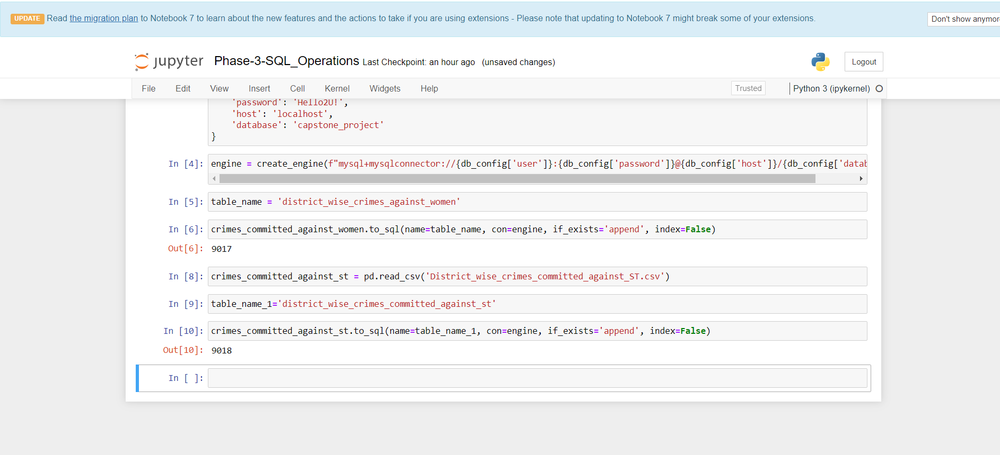 UPDATE Read the migration plan to Notebook 7 to learn about the new features and the actions to take if you are using extensions - Please note that updating to Notebook 7 might break some of your extensions.
Don't show anymor
jupyter Phase-3-SQL_Operations Last Checkpoint: an hour ago (unsaved changes)
Logout
File Edit View Insert Cell Kernel Widgets Help
Trusted
Python 3 (ipykernel)
'password': 'Hello2U!',
'host': 'localhost',
'database': 'capstone_project'
}
In [4]: engine = create_engine(f"mysql+mysqlconnector://{db_config['user']}:{db_config['password']}@{db_config['host']}/{db_config['datab
In [5]: table_name = 'district_wise_crimes_against_women'
In [6]: crimes_committed_against_women.to_sql(name=table_name, con=engine, if_exists='append', index=False)
Out[6]: 9017
In [8]: crimes_committed_against_st = pd.read_csv('District_wise_crimes_committed_against_ST.csv')
In [9]: table_name_1='district_wise_crimes_committed_against_st'
In [10]: crimes_committed_against_st.to_sql(name=table_name_1, con=engine, if_exists='append', index=False)
Out[10]: 9018
In [ ]: